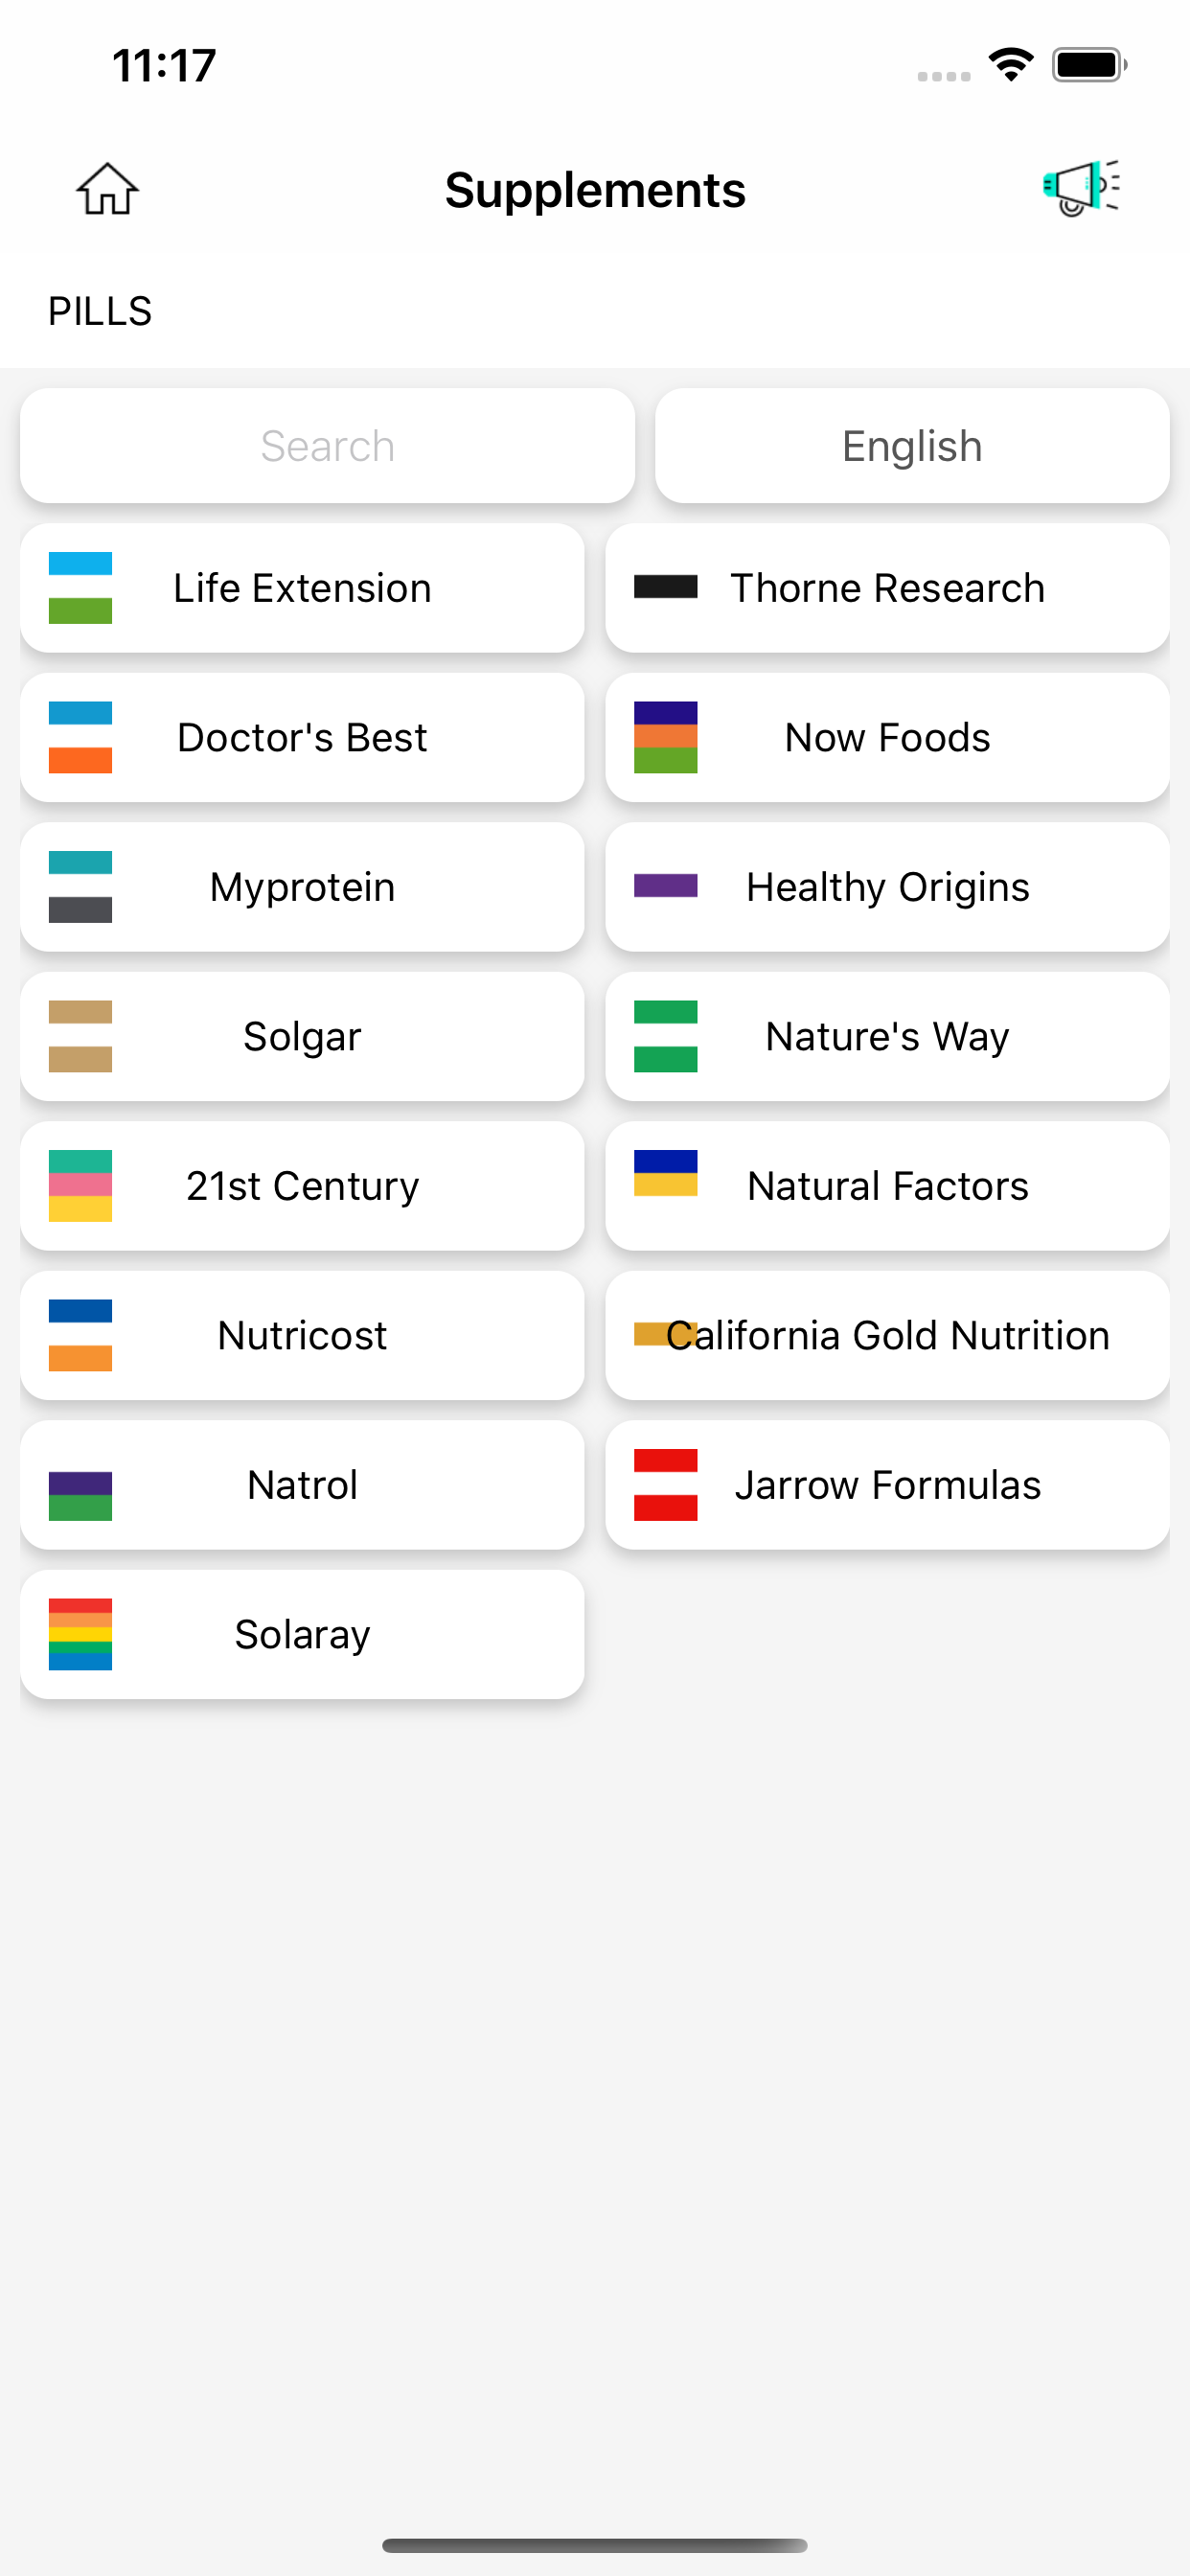 11:17
Supplements
PILLS
Search
English
Life Extension
Thorne Research
Doctor's Best
Now Foods
Myprotein
Healthy Origins
Solgar
Nature's Way
21st Century
Natural Factors
Nutricost
California Gold Nutrition
Natrol
Jarrow Formulas
Solaray